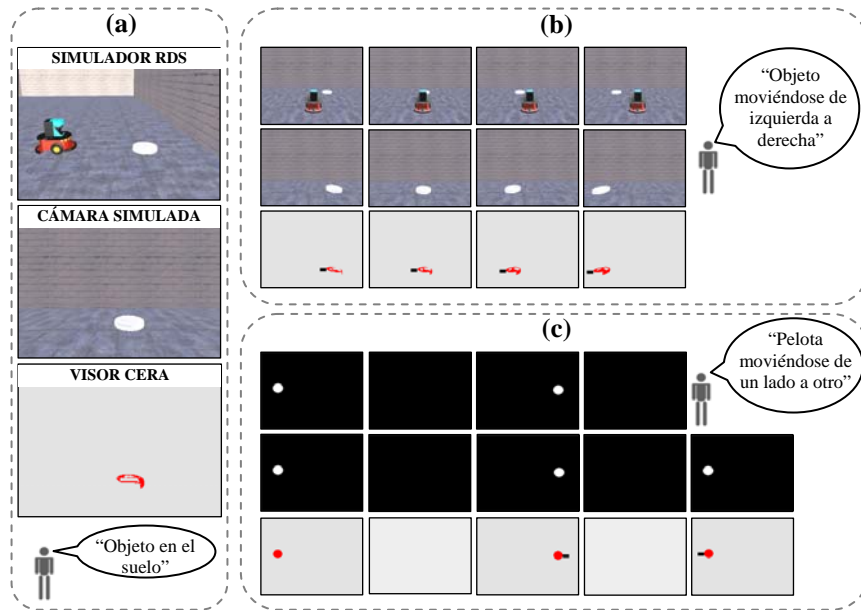 (a)
SIMULADOR RDS
CÁMARA SIMULADA
VISOR CERA
“Objeto en el
suelo”
(b)
“Objeto
moviéndose de
izquierda a
derecha”
(c)
“Pelota
moviéndose de
un lado a otro”